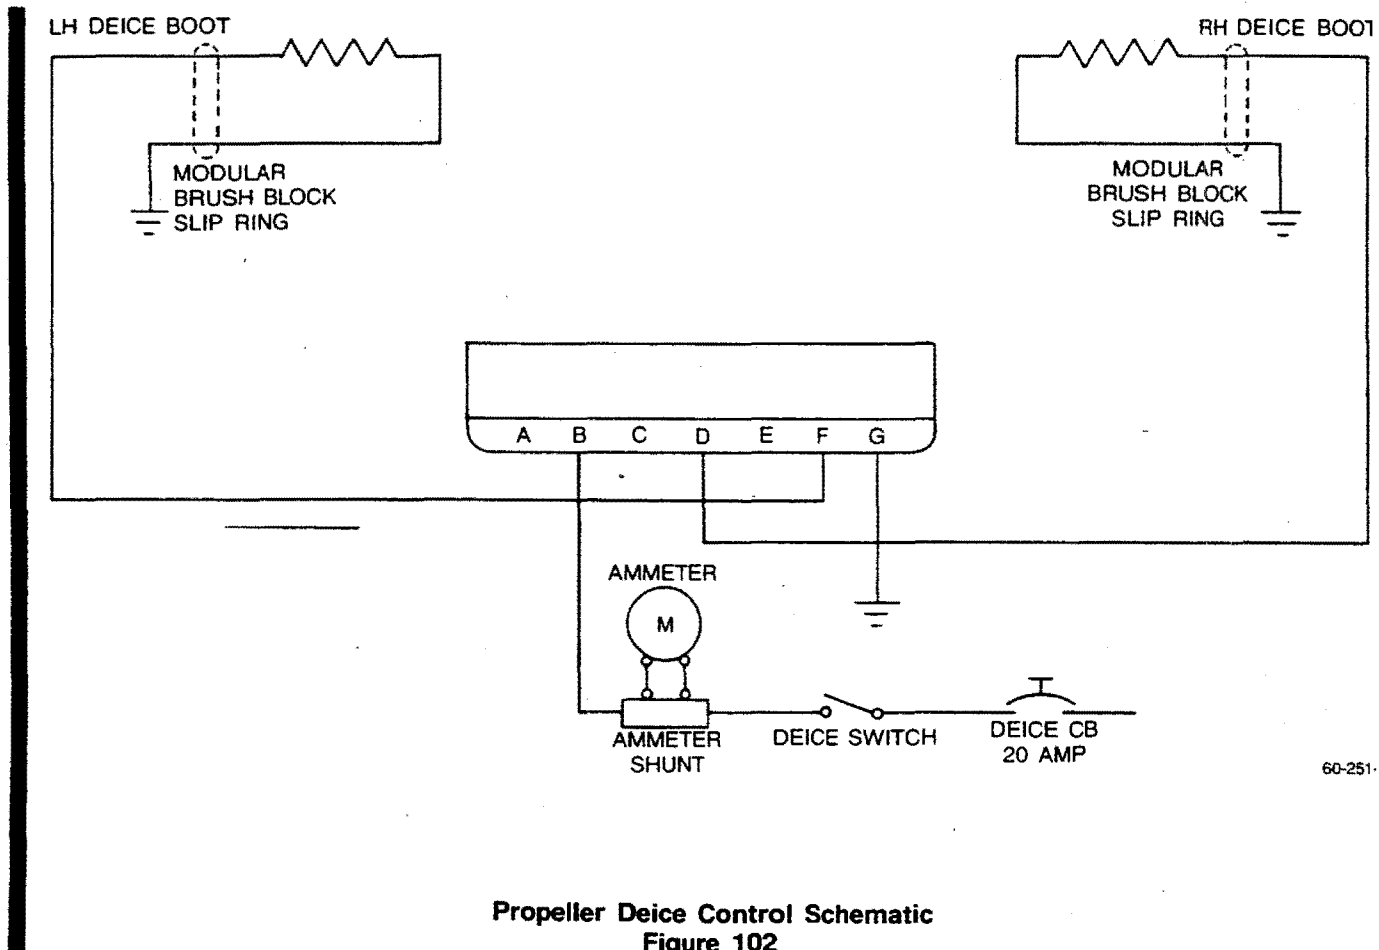 LH DEICE BOOT
RH DEICE BOOT
MODULAR
BRUSH BLOCK
SLIP RING
MODULAR
BRUSH BLOCK
SLIP RING
A B C D E F G
AMMETER
M
AMMETER
SHUNT
DEICE SWITCH
DEICE CB
20 AMP
60-251-
Propeller Deice Control Schematic
Figure 102